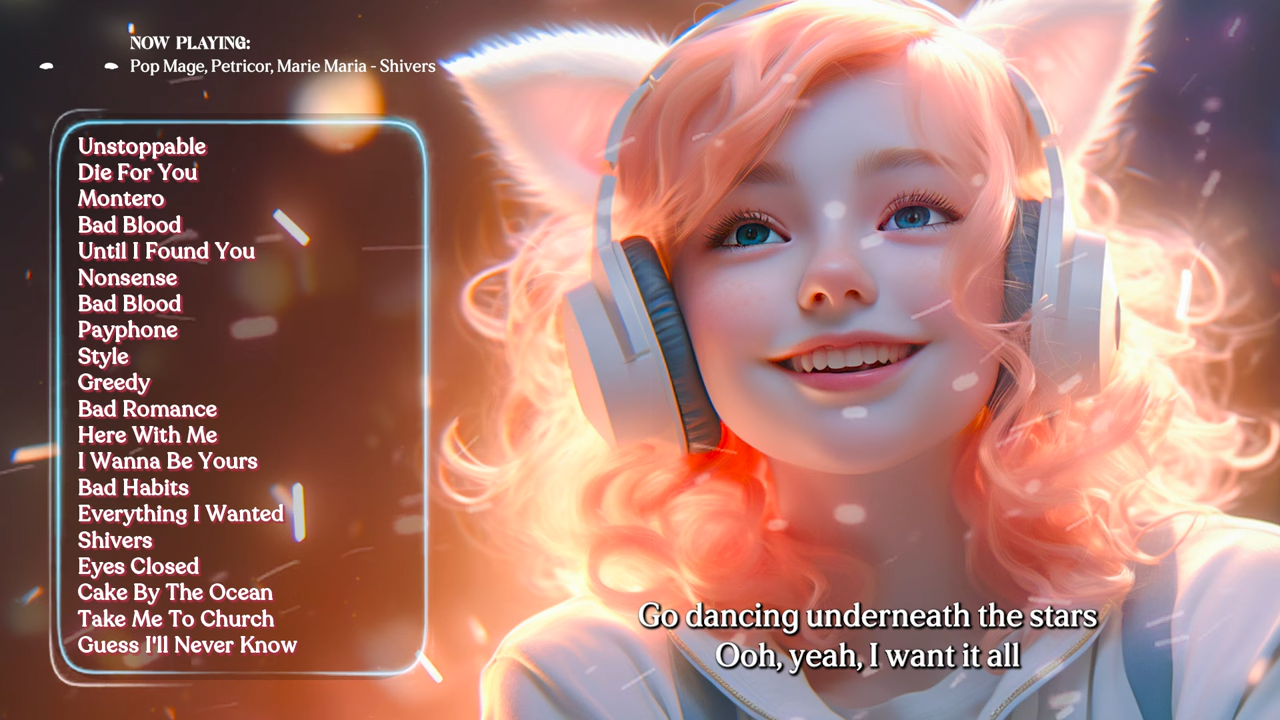 NOW PLAYING:
Pop Mage, Petricor, Marie Maria - Shivers
Unstoppable
Die For You
Montero
Bad Blood
Until I Found You
Nonsense
Bad Blood
Payphone
Style
Greedy
Bad Romance
Here With Me
I Wanna Be Yours
Bad Habits
Everything I Wanted
Shivers
Eyes Closed
Cake By The Ocean
Take Me To Church
Guess I'll Never Know
Go dancing underneath the stars
Ooh, yeah, I want it all